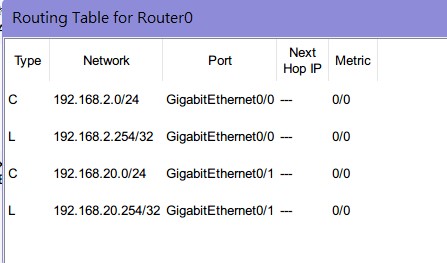 Routing Table for Router0
Type Network Port Next Hop IP Metric
C 192.168.2.0/24 GigabitEthernet0/0 --- 0/0
L 192.168.2.254/32 GigabitEthernet0/0 --- 0/0
C 192.168.20.0/24 GigabitEthernet0/1 --- 0/0
L 192.168.20.254/32 GigabitEthernet0/1 --- 0/0